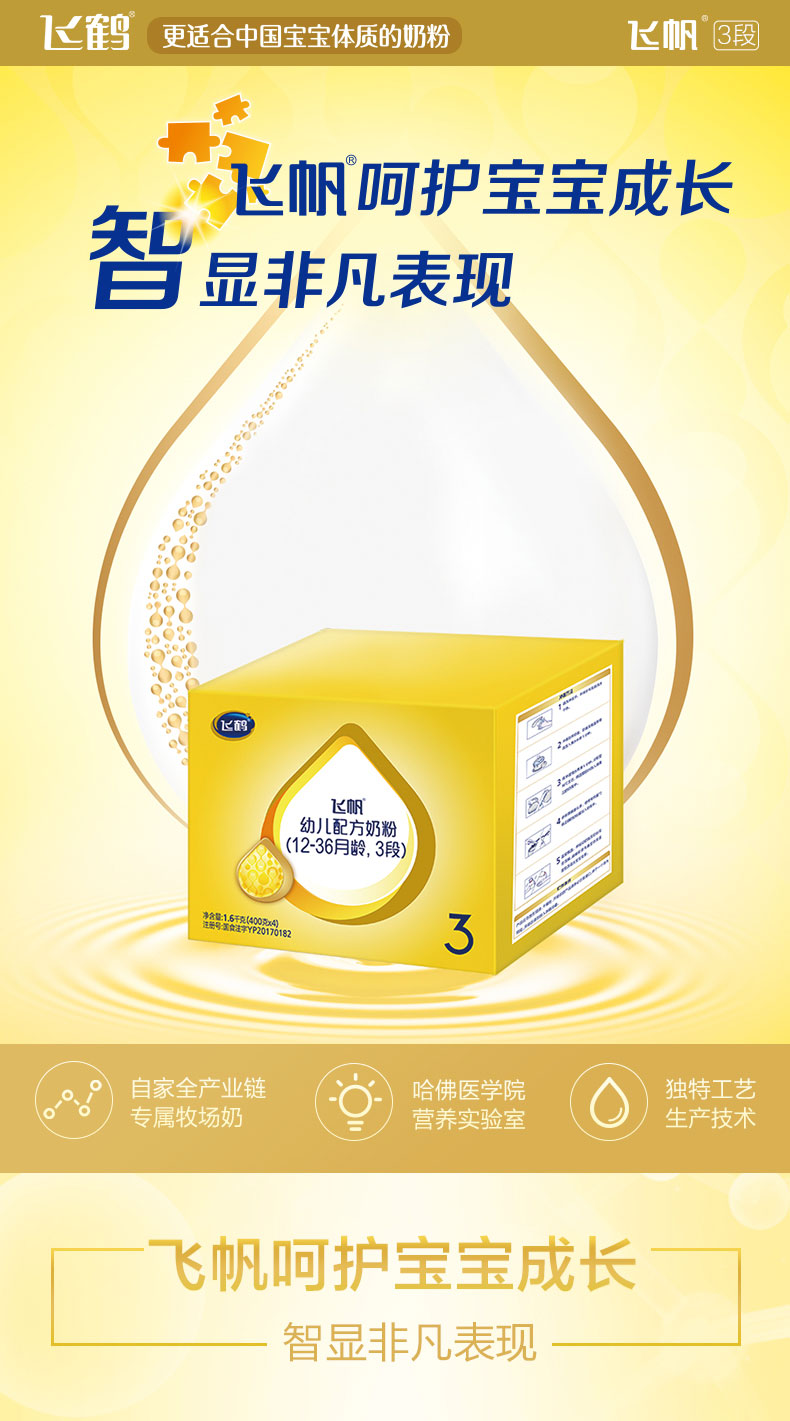 飞鹤®
更适合中国宝宝体质的奶粉
飞帆® 3段
飞帆®呵护宝宝成长
智显非凡表现
飞鹤
飞帆®
幼儿配方奶粉
(12-36月龄, 3段)
净含量:1.6千克(400克x4)
注册号:国食注字YP20170182
3
1
2
3
4
5
自家全产业链
专属牧场奶
哈佛医学院
营养实验室
独特工艺
生产技术
飞帆呵护宝宝成长
智显非凡表现